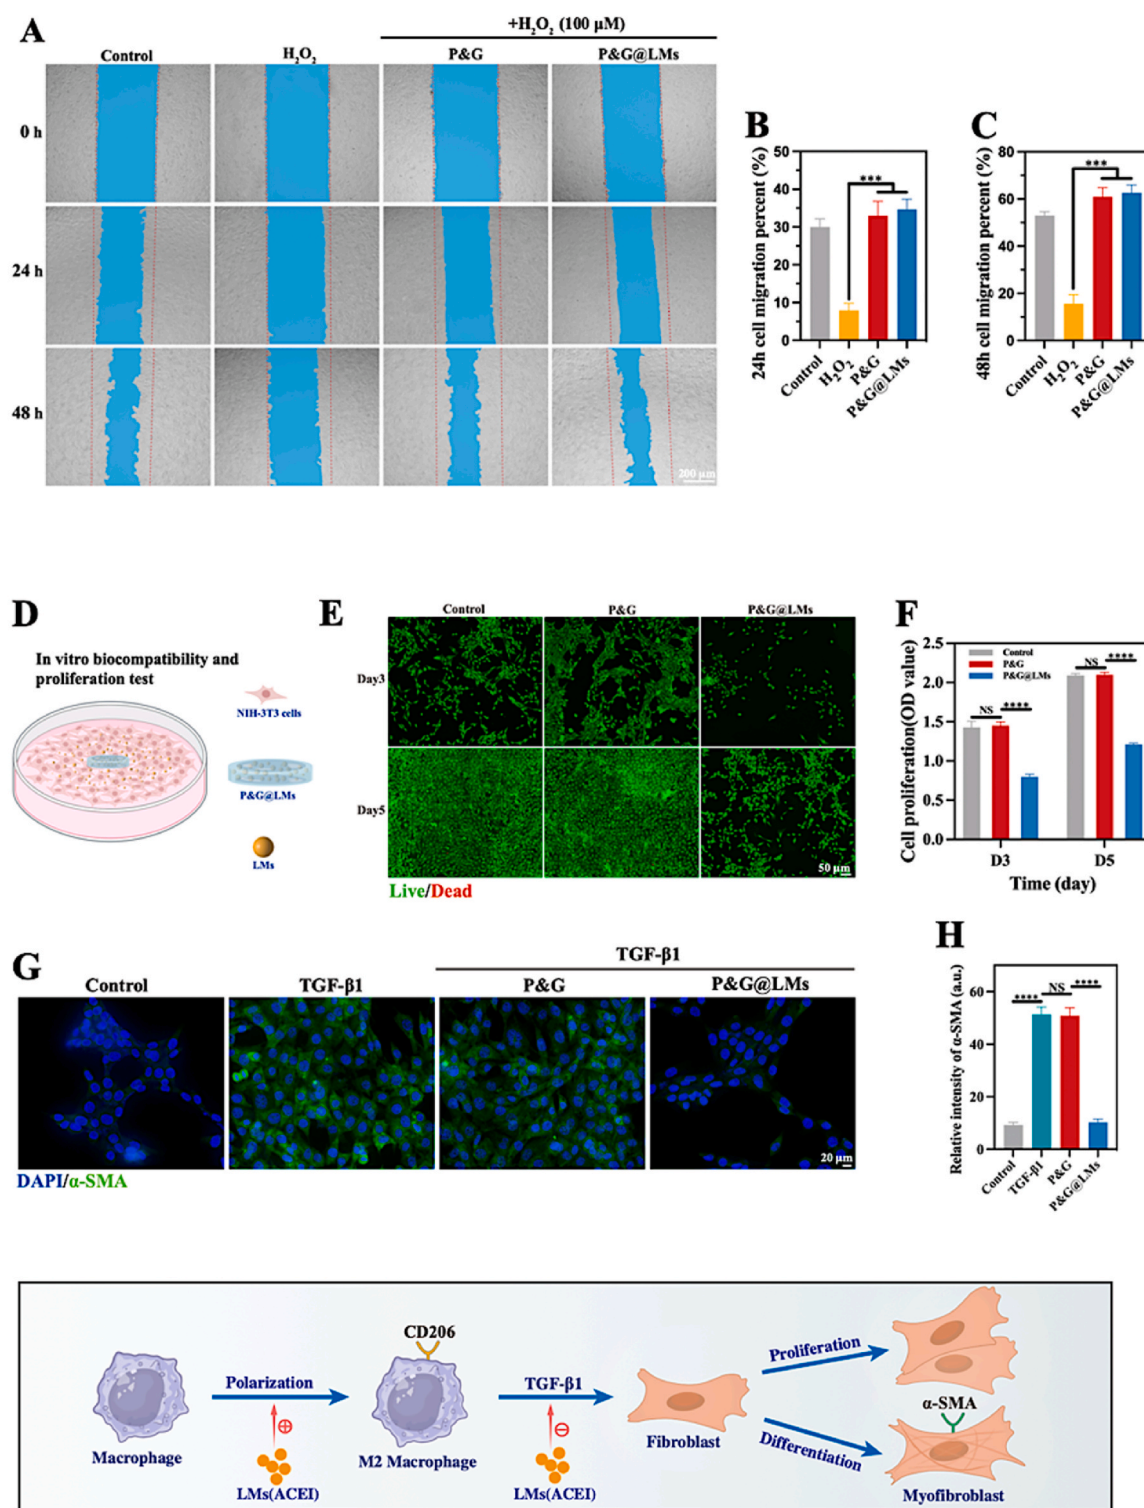 A
+H₂O₂ (100 μM)
Control
H₂O₂
P&G
P&G@LMs
0 h
24 h
48 h
200 μm
B
24h cell migration percent (%)
50
40
30
20
10
0
***
Control
H₂O₂
P&G
P&G@LMs
C
48h cell migration percent (%)
80
60
40
20
0
***
Control
H₂O₂
P&G
P&G@LMs
D
In vitro biocompatibility and
proliferation test
NIH-3T3 cells
P&G@LMs
LMs
E
Control
P&G
P&G@LMs
Day3
Day5
50 μm
Live/Dead
F
Cell proliferation(OD value)
2.5
2.0
1.5
1.0
0.5
0.0
Control
P&G
P&G@LMs
NS
****
NS
****
D3
D5
Time (day)
G
TGF-β1
Control
TGF-β1
P&G
P&G@LMs
20 μm
DAPI/α-SMA
H
Relative intensity of α-SMA (a.u.)
60
40
20
0
****
NS
****
Control
TGF-β1
P&G
P&G@LMs
CD206
Polarization
TGF-β1
Proliferation
α-SMA
Differentiation
Macrophage
M2 Macrophage
Fibroblast
Myofibroblast
LMs(ACEI)
LMs(ACEI)